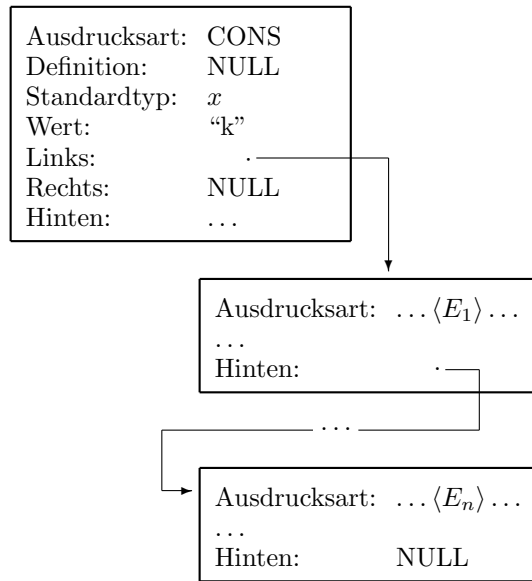 Ausdrucksart: CONS
Definition: NULL
Standardtyp: x
Wert: “k”
Links: ·
Rechts: NULL
Hinten: ...
Ausdrucksart: ...⟨E₁⟩...
...
Hinten: ·
...
Ausdrucksart: ...⟨Eₙ⟩...
...
Hinten: NULL